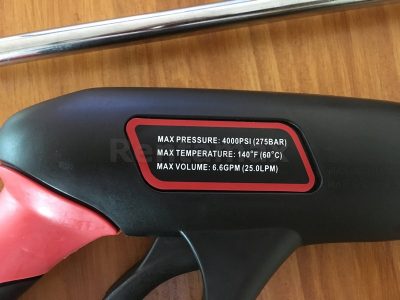 MAX PRESSURE: 4000PSI (275BAR)
MAX TEMPERATURE: 140°F (60°C)
MAX VOLUME: 6.6GPM (25.0LPM)